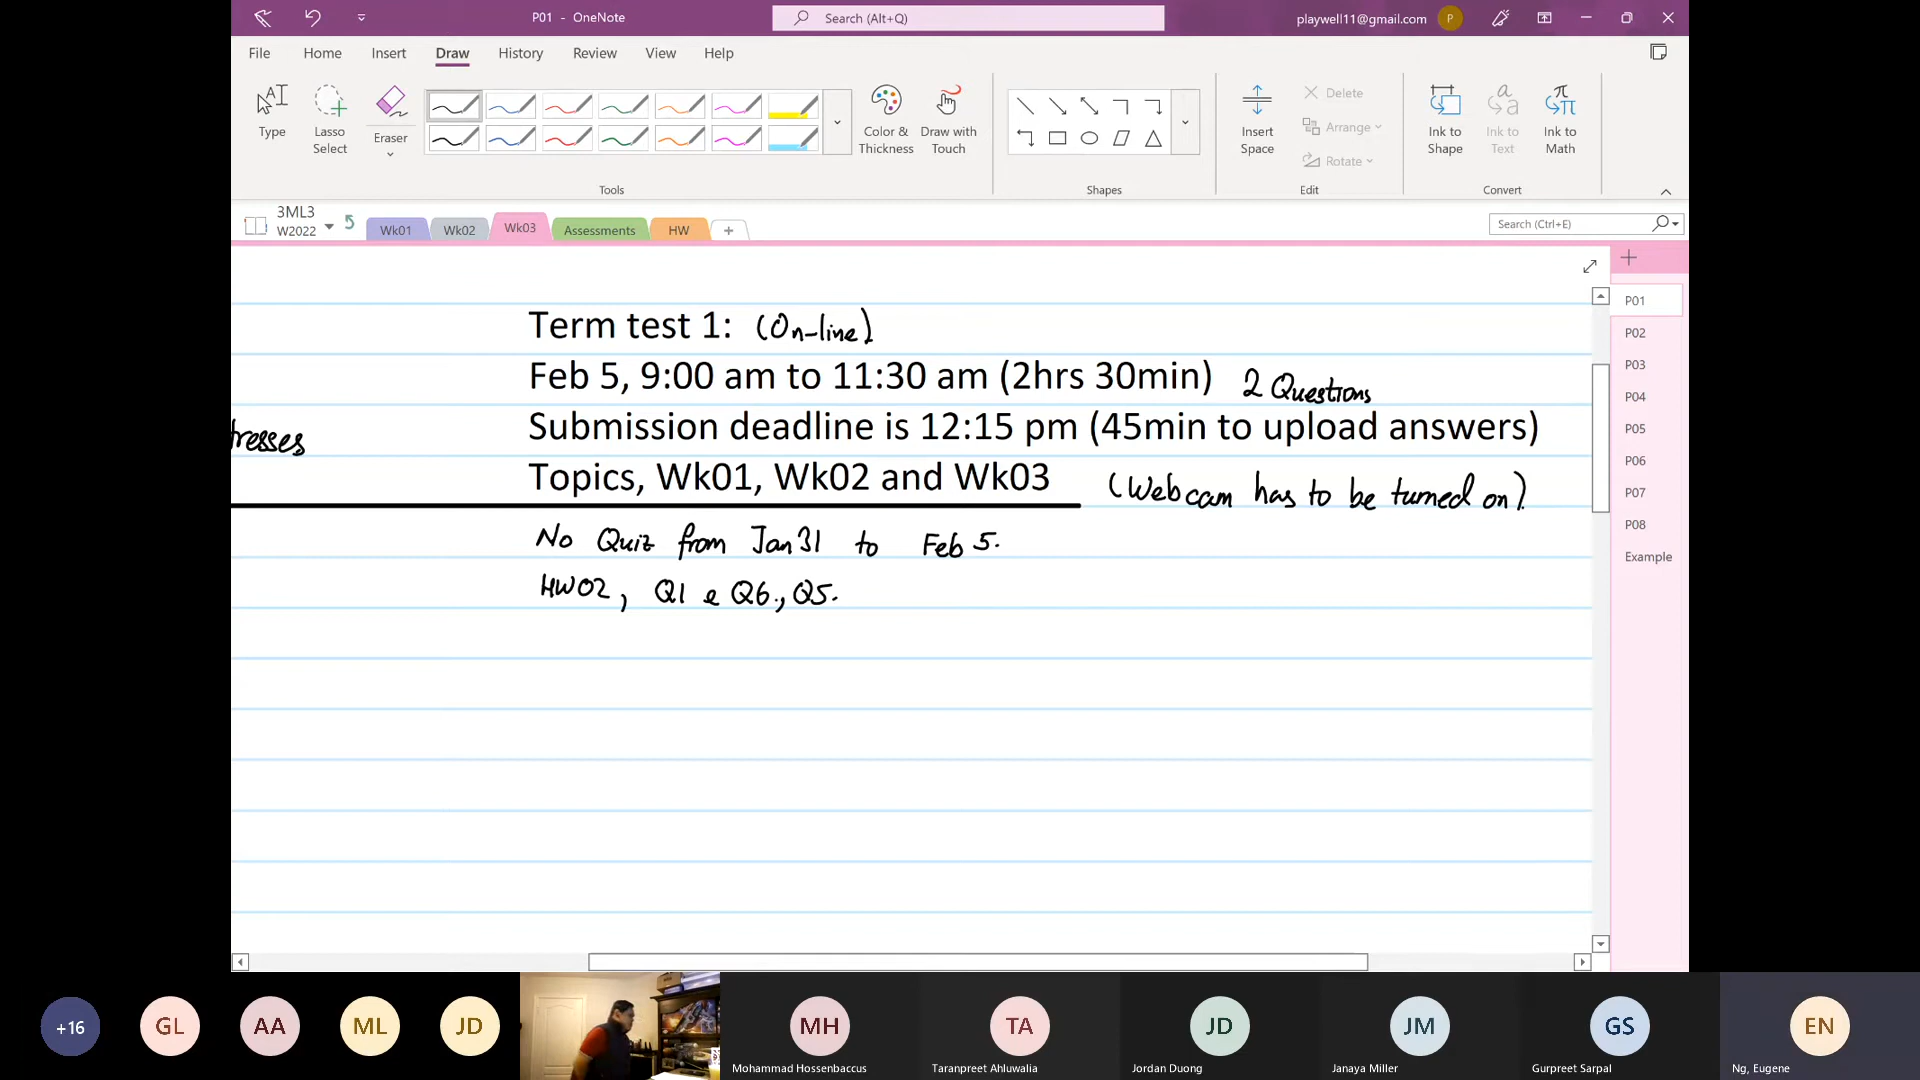 P01 - OneNote
Search (Alt+Q)
playwell11@gmail.com
P
File Home Insert Draw History Review View Help
Type
Lasso Select
Eraser
Color & Thickness
Draw with Touch
Insert Space
Delete
Arrange
Rotate
Ink to Shape
Ink to Text
Ink to Math
Tools Shapes Edit Convert
3ML3
W2022
Wk01 Wk02 Wk03 Assessments HW
Search (Ctrl+E)
Term test 1: (On-line)
Feb 5, 9:00 am to 11:30 am (2hrs 30min) 2 Questions
Submission deadline is 12:15 pm (45min to upload answers)
tresses
Topics, Wk01, Wk02 and Wk03 (Webcam has to be turned on).
No Quiz from Jan 31 to Feb 5.
HW02, Q1 e Q6., Q5.
P01
P02
P03
P04
P05
P06
P07
P08
Example
+16 GL AA ML JD MH TA JD JM GS EN
Mohammad Hossenbaccus Taranpreet Ahluwalia Jordan Duong Janaya Miller Gurpreet Sarpal Ng, Eugene